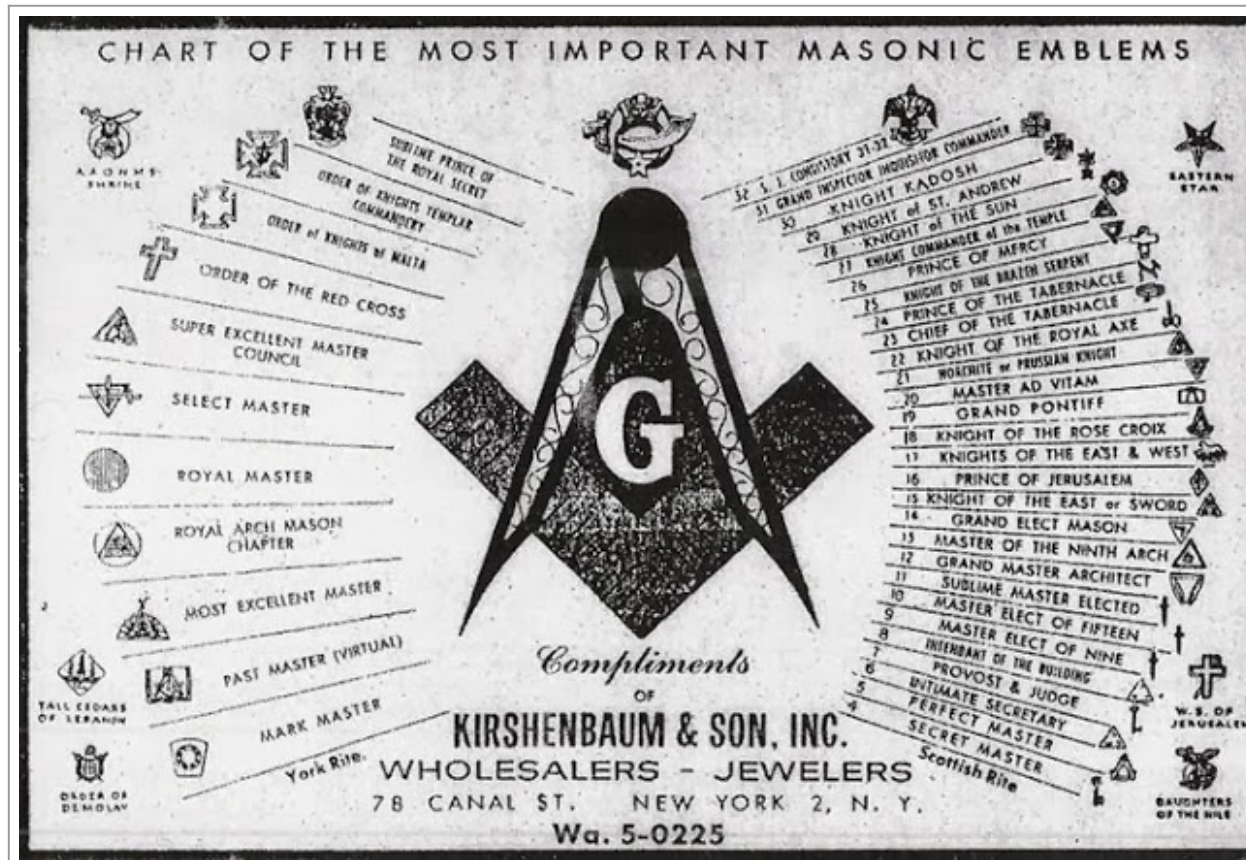 CHART OF THE MOST IMPORTANT MASONIC EMBLEMS
A.A.O.N.M.S.
SHRINE
SUBLIME PRINCE OF
THE ROYAL SECRET
ORDER OF KNIGHTS TEMPLAR
COMMANDERY
ORDER of KNIGHTS of MALTA
ORDER OF THE RED CROSS
SUPER EXCELLENT MASTER
COUNCIL
SELECT MASTER
ROYAL MASTER
ROYAL ARCH MASON
CHAPTER
MOST EXCELLENT MASTER
PAST MASTER (VIRTUAL)
MARK MASTER
York Rite.
TALL CEDARS
OF LEBANON
ORDER OF
DEMOLAY
G
Compliments
OF
KIRSHENBAUM & SON, INC.
WHOLESALERS - JEWELERS
78 CANAL ST. NEW YORK 2, N. Y.
Wa. 5-0225
32 S. J. CONSISTORY 31-32
31 GRAND INSPECTOR INQUISITOR COMMANDER
30 KNIGHT KADOSH
29 KNIGHT of ST. ANDREW
28 KNIGHT of THE SUN
27 KNIGHT COMMANDER of the TEMPLE
26 PRINCE OF MERCY
25 KNIGHT OF THE BRAZEN SERPENT
24 PRINCE OF THE TABERNACLE
23 CHIEF OF THE TABERNACLE
22 KNIGHT OF THE ROYAL AXE
21 NORCHITE or PRUSSIAN KNIGHT
20 MASTER AD VITAM
19 GRAND PONTIFF
18 KNIGHT OF THE ROSE CROIX
17 KNIGHTS OF THE EAST & WEST
16 PRINCE OF JERUSALEM
15 KNIGHT OF THE EAST or SWORD
14 GRAND ELECT MASON
13 MASTER OF THE NINTH ARCH
12 GRAND MASTER ARCHITECT
11 SUBLIME MASTER ELECTED
10 MASTER ELECT OF FIFTEEN
9 MASTER ELECT OF NINE
8 INTENDANT OF THE BUILDING
7 PROVOST & JUDGE
6 INTIMATE SECRETARY
5 PERFECT MASTER
4 SECRET MASTER
Scottish Rite
EASTERN
STAR
W. S. OF
JERUSALEM
DAUGHTERS
OF THE NILE